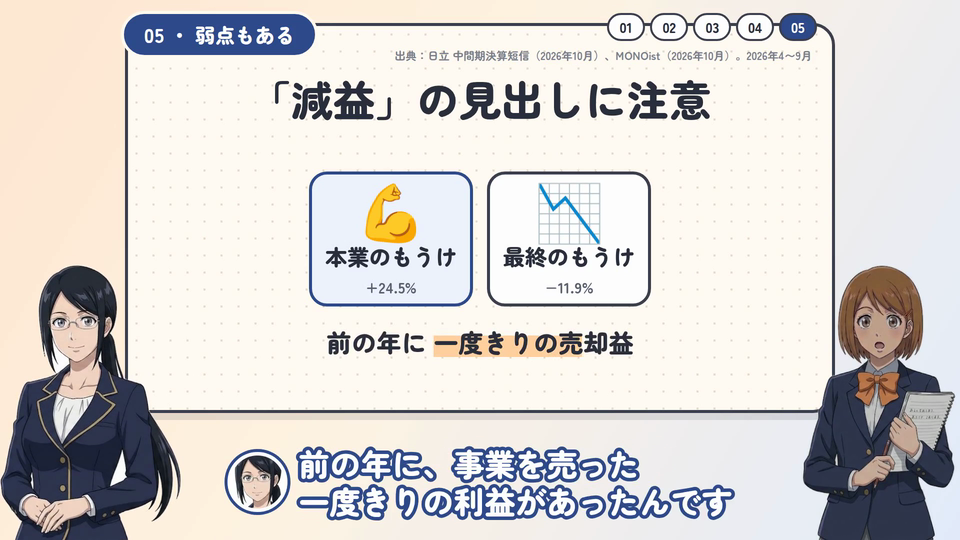 05 ・ 弱点もある
01 02 03 04 05
出典：日立 中間期決算短信（2026年10月）、MONOist（2026年10月）。2026年4〜9月
「減益」の見出しに注意
本業のもうけ
+24.5%
最終のもうけ
−11.9%
前の年に 一度きりの売却益
前の年に、事業を売った
一度きりの利益があったんです